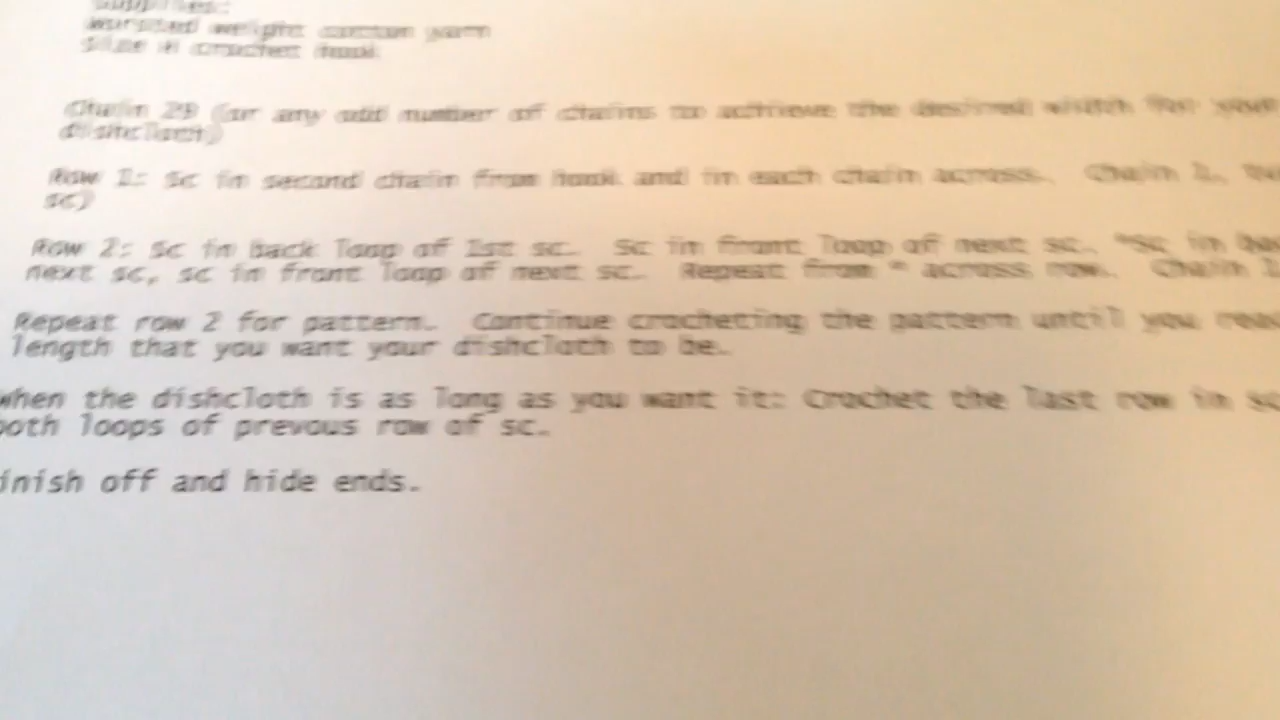 Supplies:
worsted weight cotton yarn
Size H crochet hook
Chain 29 (or any odd number of chains to achieve the desired width for your
dishcloth)
Row 1: Sc in second chain from hook and in each chain across. Chain 1,
sc)
Row 2: Sc in back loop of 1st sc. Sc in front loop of next sc. *Sc in
next sc, sc in front loop of next sc. Repeat from * across row. Chain 1
Repeat row 2 for pattern. Continue crocheting the pattern until you
length that you want your dishcloth to be.
when the dishcloth is as long as you want it: Crochet the last row in sc
both loops of prevous row of sc.
inish off and hide ends.